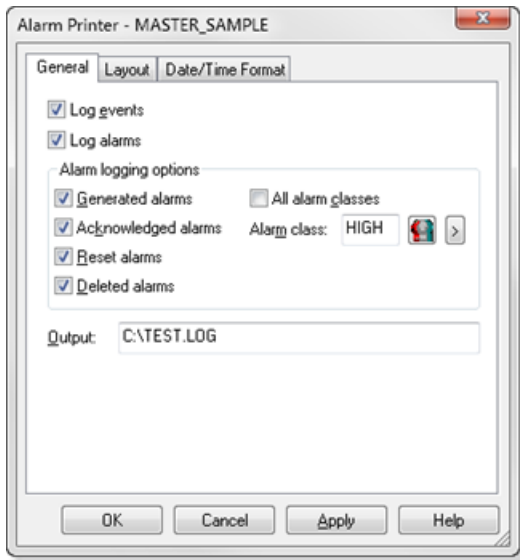 Alarm Printer - MASTER_SAMPLE
General Layout Date/Time Format
Log events
Log alarms
Alarm logging options
Generated alarms All alarm classes
Acknowledged alarms Alarm class: HIGH >
Reset alarms
Deleted alarms
Output: C:\TEST.LOG
OK Cancel Apply Help